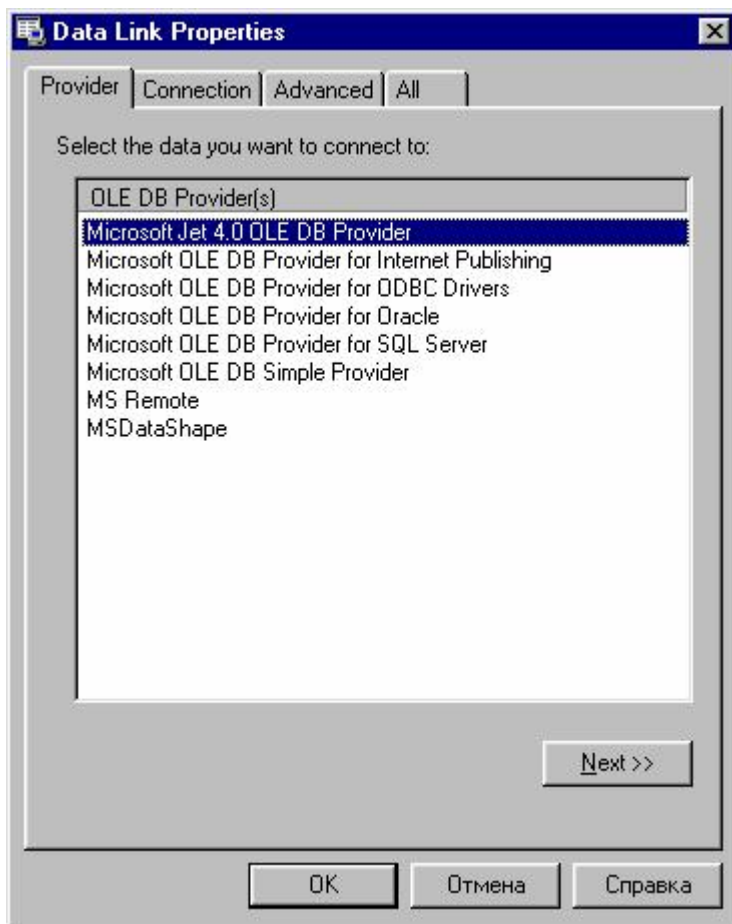 Data Link Properties
Provider Connection Advanced All
Select the data you want to connect to:
OLE DB Provider(s)
Microsoft Jet 4.0 OLE DB Provider
Microsoft OLE DB Provider for Internet Publishing
Microsoft OLE DB Provider for ODBC Drivers
Microsoft OLE DB Provider for Oracle
Microsoft OLE DB Provider for SQL Server
Microsoft OLE DB Simple Provider
MS Remote
MSDataShape
Next >>
OK Отмена Справка